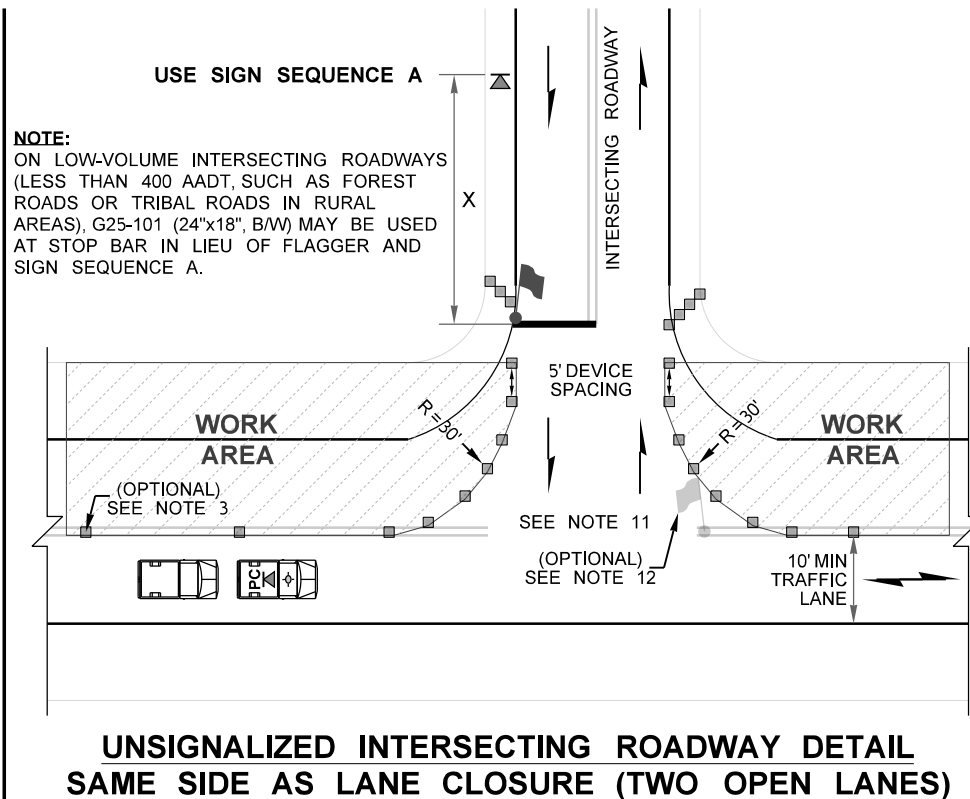 USE SIGN SEQUENCE A
NOTE:
ON LOW-VOLUME INTERSECTING ROADWAYS
(LESS THAN 400 AADT, SUCH AS FOREST
ROADS OR TRIBAL ROADS IN RURAL
AREAS), G25-101 (24"x18", B/W) MAY BE USED
AT STOP BAR IN LIEU OF FLAGGER AND
SIGN SEQUENCE A.
X
INTERSECTING ROADWAY
5' DEVICE
SPACING
WORK
AREA
R=30'
R=30'
WORK
AREA
(OPTIONAL)
SEE NOTE 3
SEE NOTE 11
(OPTIONAL)
SEE NOTE 12
10' MIN
TRAFFIC
LANE
PC
UNSIGNALIZED INTERSECTING ROADWAY DETAIL
SAME SIDE AS LANE CLOSURE (TWO OPEN LANES)